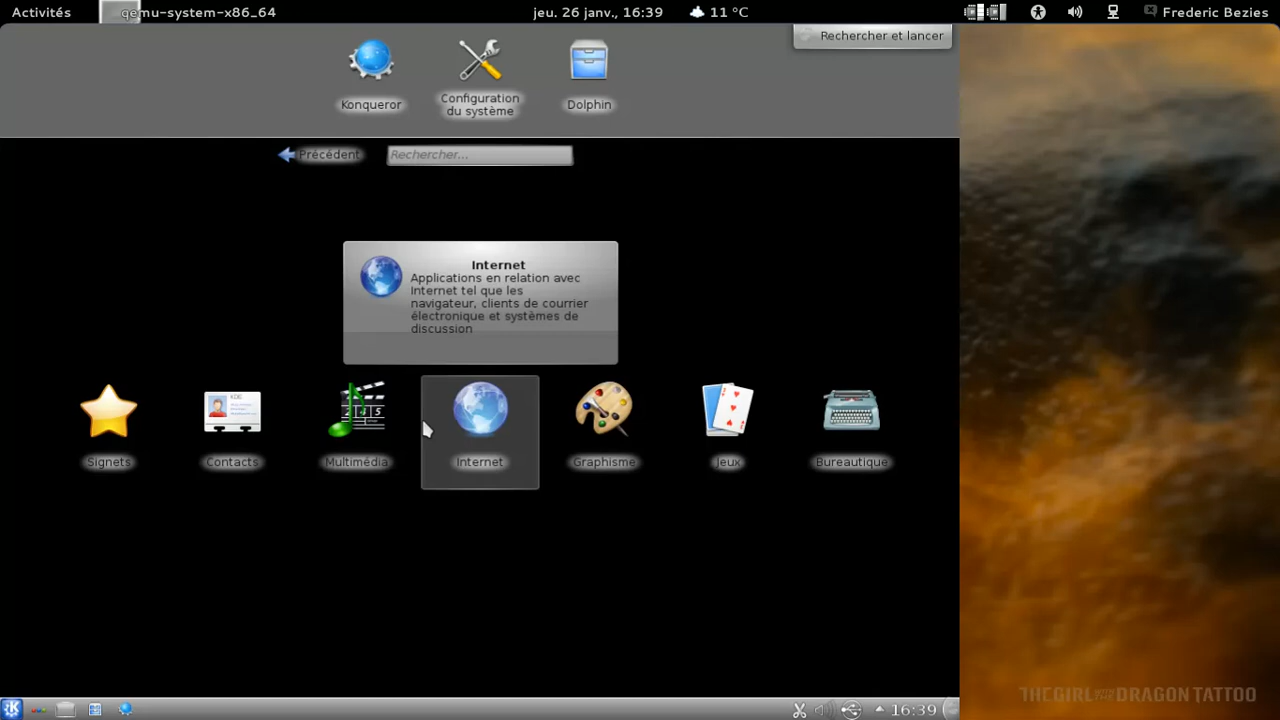 Activités
qemu-system-x86_64
jeu. 26 janv., 16:39
11 °C
Frederic Bezies
Rechercher et lancer
Konqueror
Configuration
du système
Dolphin
Précédent
Rechercher...
Internet
Applications en relation avec
Internet tel que les
navigateur, clients de courrier
électronique et systèmes de
discussion
Signets
Contacts
Multimédia
Internet
Graphisme
Jeux
Bureautique
THE GIRL WITH THE DRAGON TATTOO
16:39